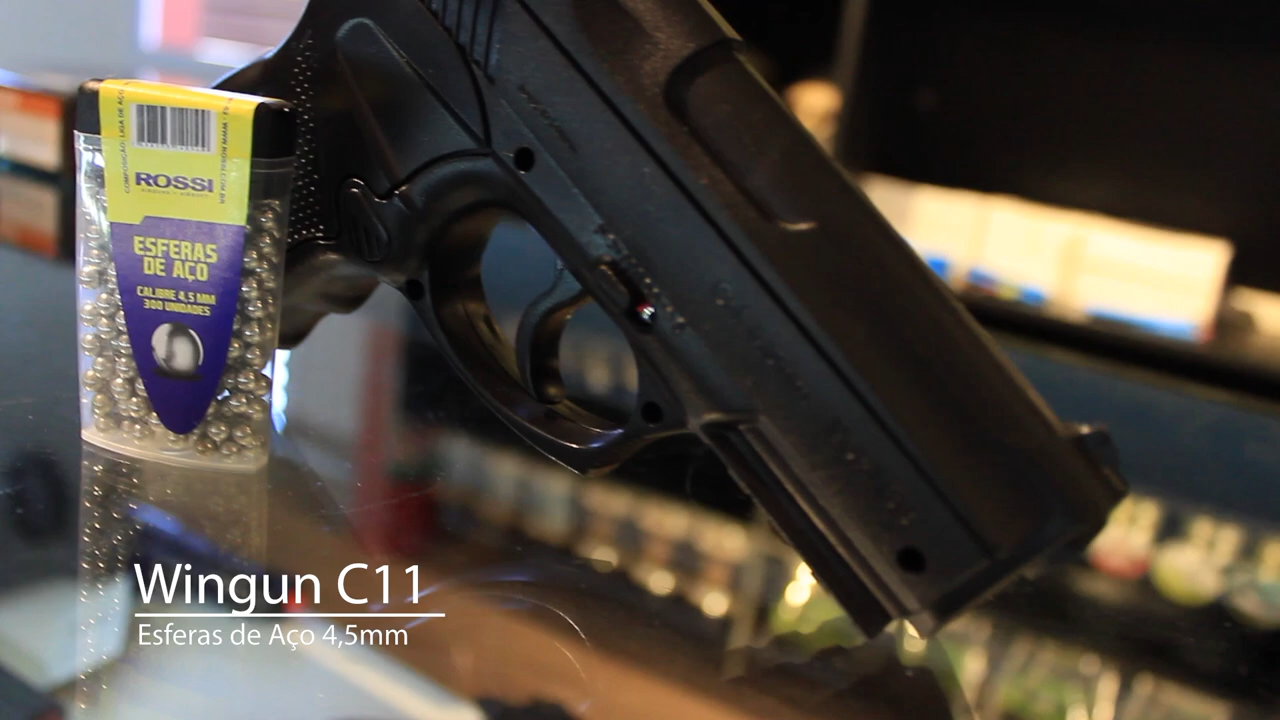 ROSSI
ESFERAS
DE AÇO
CALIBRE 4,5 MM
300 UNIDADES
Wingun C11
Esferas de Aço 4,5mm